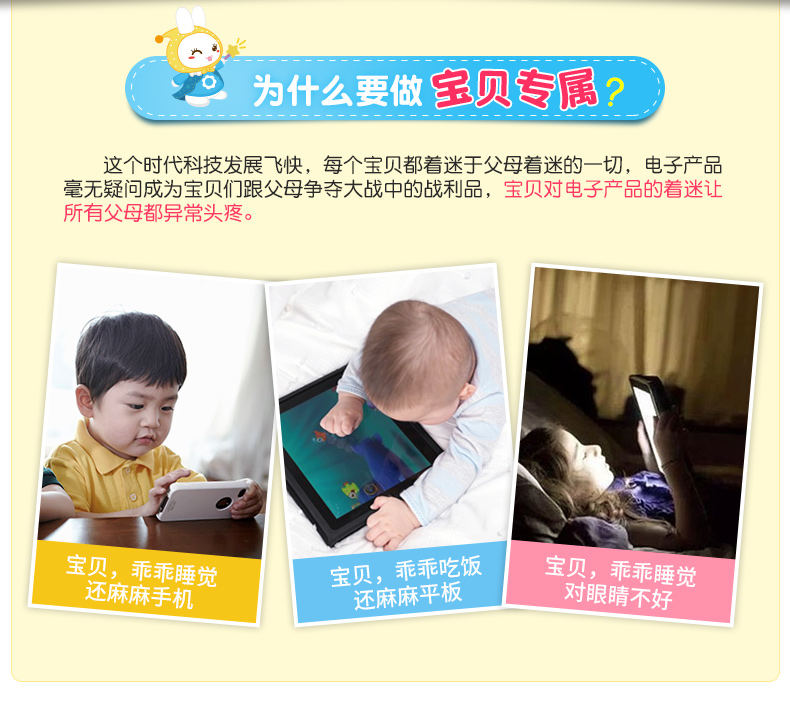 为什么要做 宝贝专属?
这个时代科技发展飞快，每个宝贝都着迷于父母着迷的一切，电子产品
毫无疑问成为宝贝们跟父母争夺大战中的战利品，宝贝对电子产品的着迷让
所有父母都异常头疼。
宝贝，乖乖睡觉
还麻麻手机
宝贝，乖乖吃饭
还麻麻平板
宝贝，乖乖睡觉
对眼睛不好